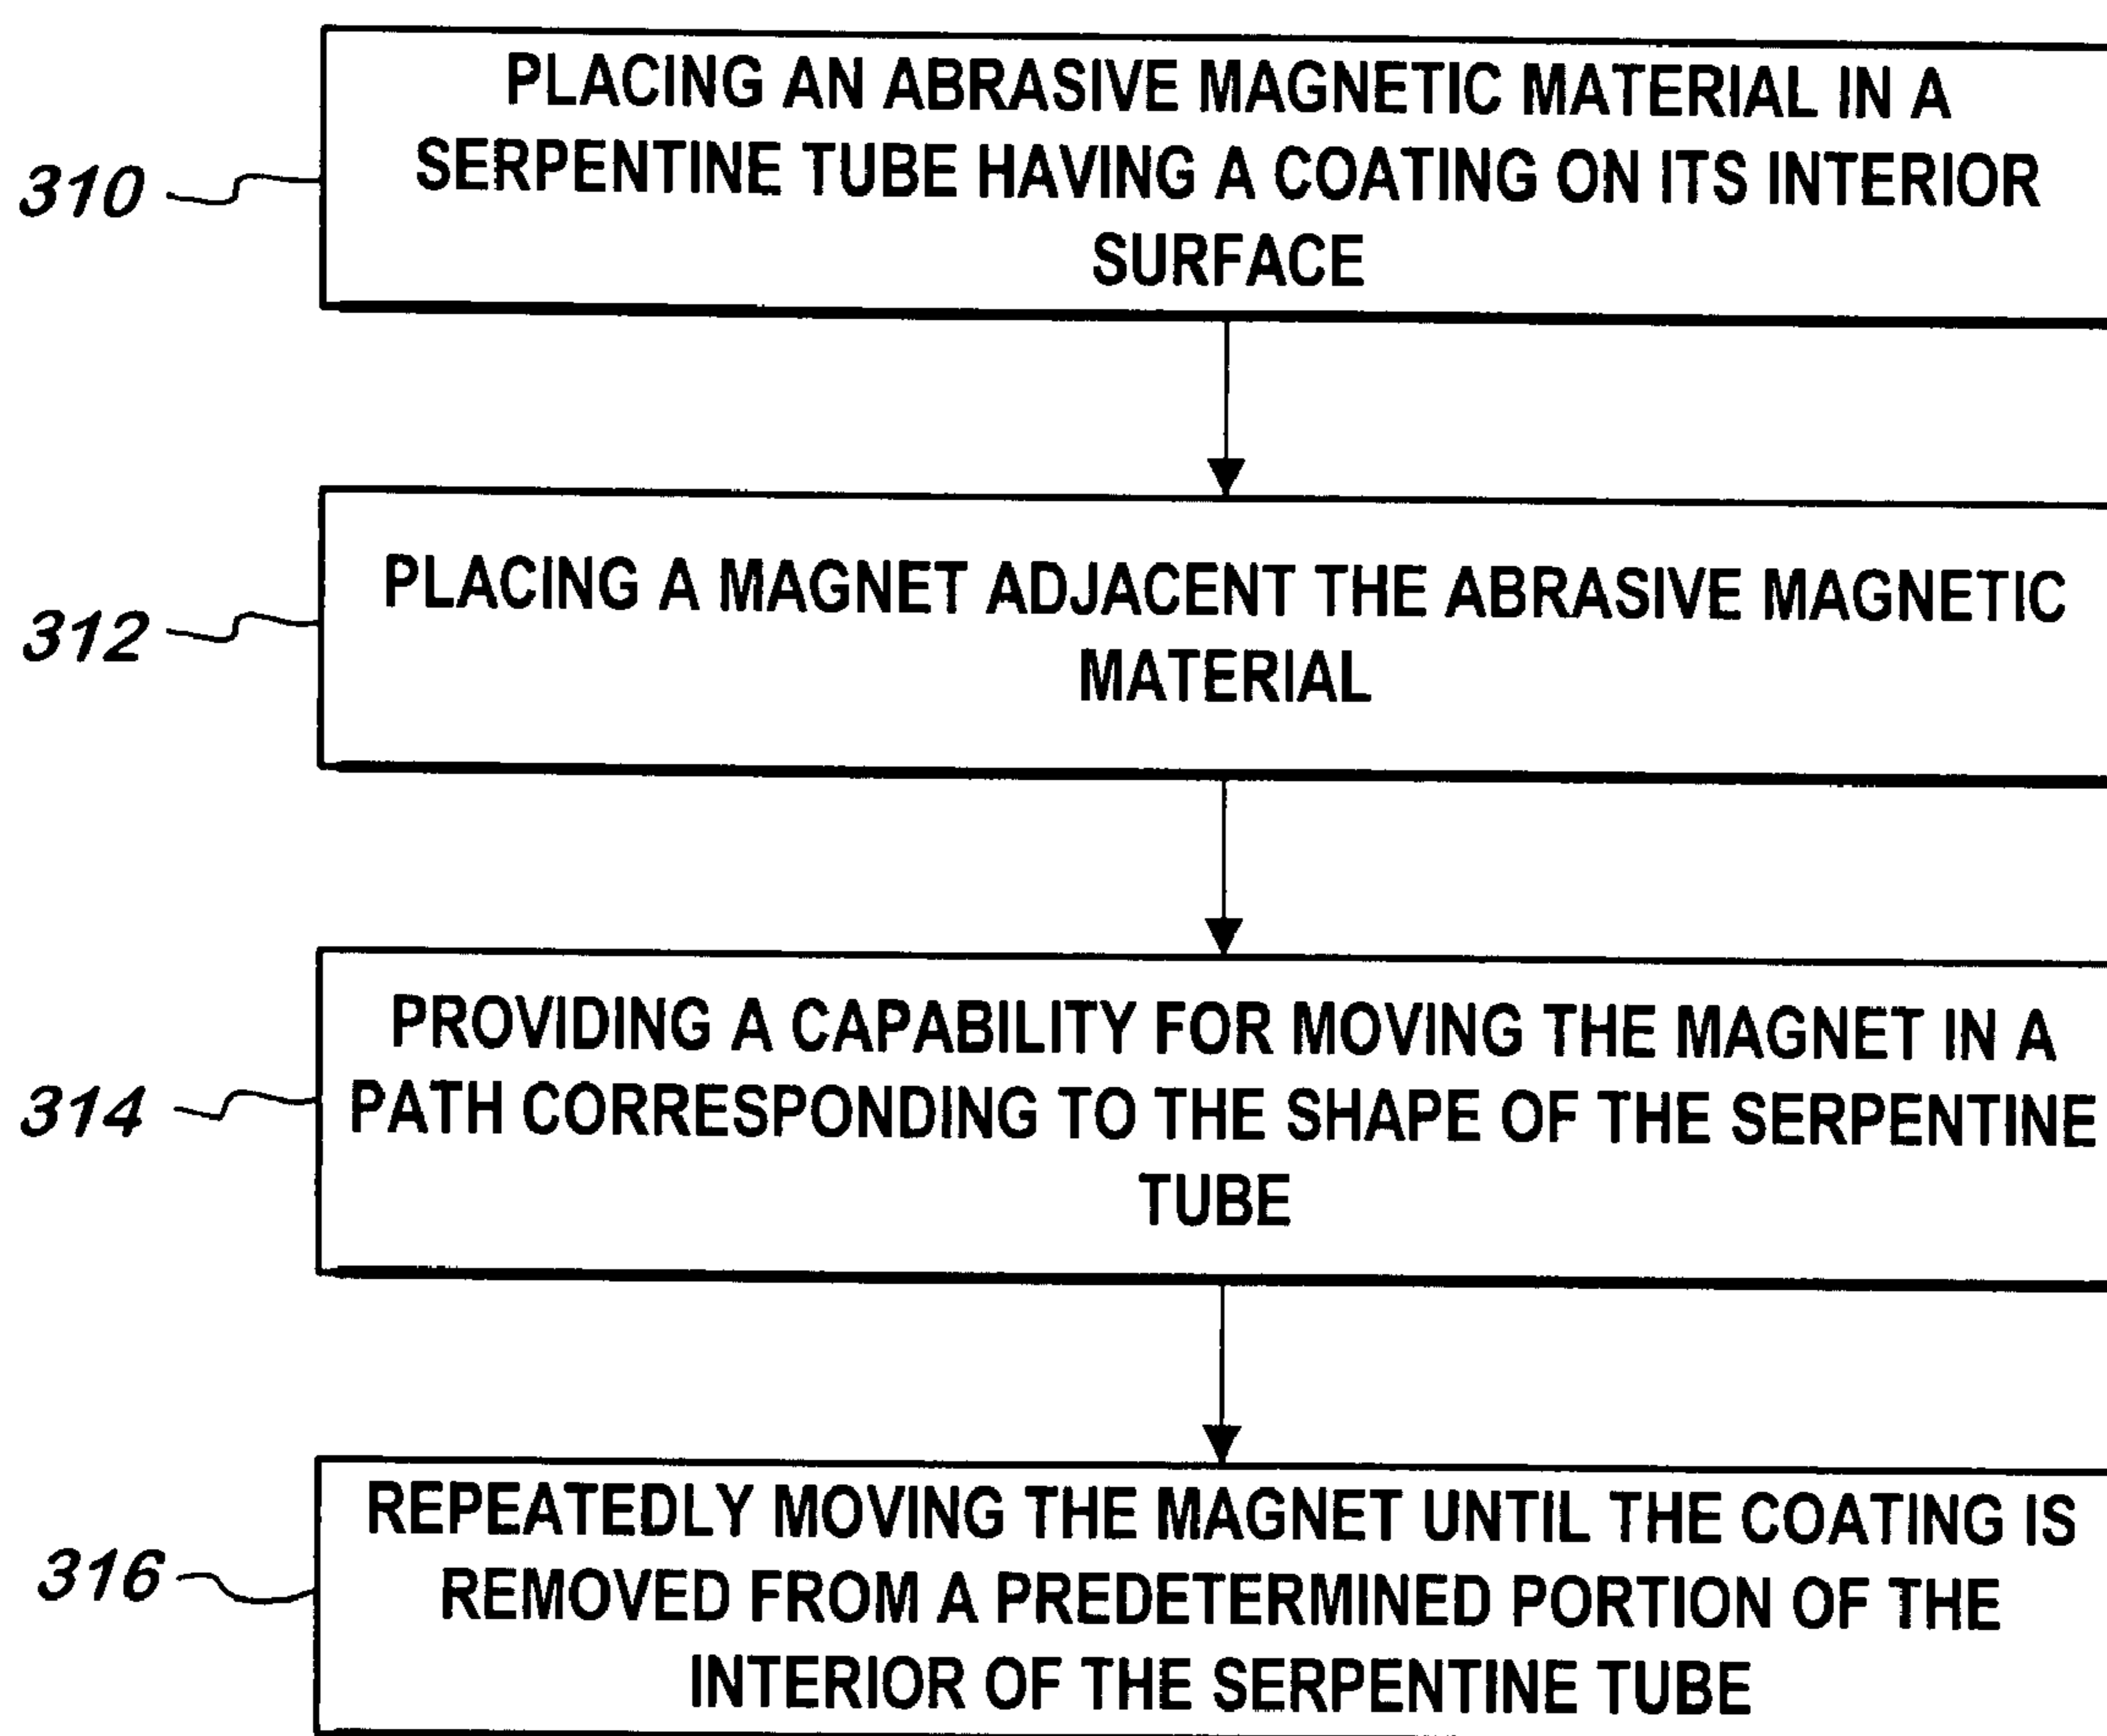 PLACING AN ABRASIVE MAGNETIC MATERIAL IN A
SERPENTINE TUBE HAVING A COATING ON ITS INTERIOR
SURFACE
310
PLACING A MAGNET ADJACENT THE ABRASIVE MAGNETIC
MATERIAL
312
PROVIDING A CAPABILITY FOR MOVING THE MAGNET IN A
PATH CORRESPONDING TO THE SHAPE OF THE SERPENTINE
TUBE
314
REPEATEDLY MOVING THE MAGNET UNTIL THE COATING IS
REMOVED FROM A PREDETERMINED PORTION OF THE
INTERIOR OF THE SERPENTINE TUBE
316